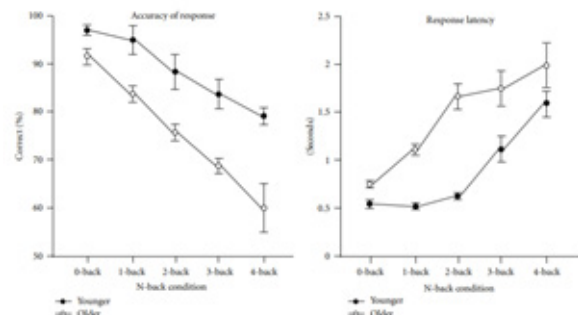 Accuracy of response
100
90
80
70
60
50
Correct (%)
0-back 1-back 2-back 3-back 4-back
N-back condition
Younger
Older
Response latency
2.5
2
1.5
1
0.5
0
(Seconds)
0-back 1-back 2-back 3-back 4-back
N-back condition
Younger
Older